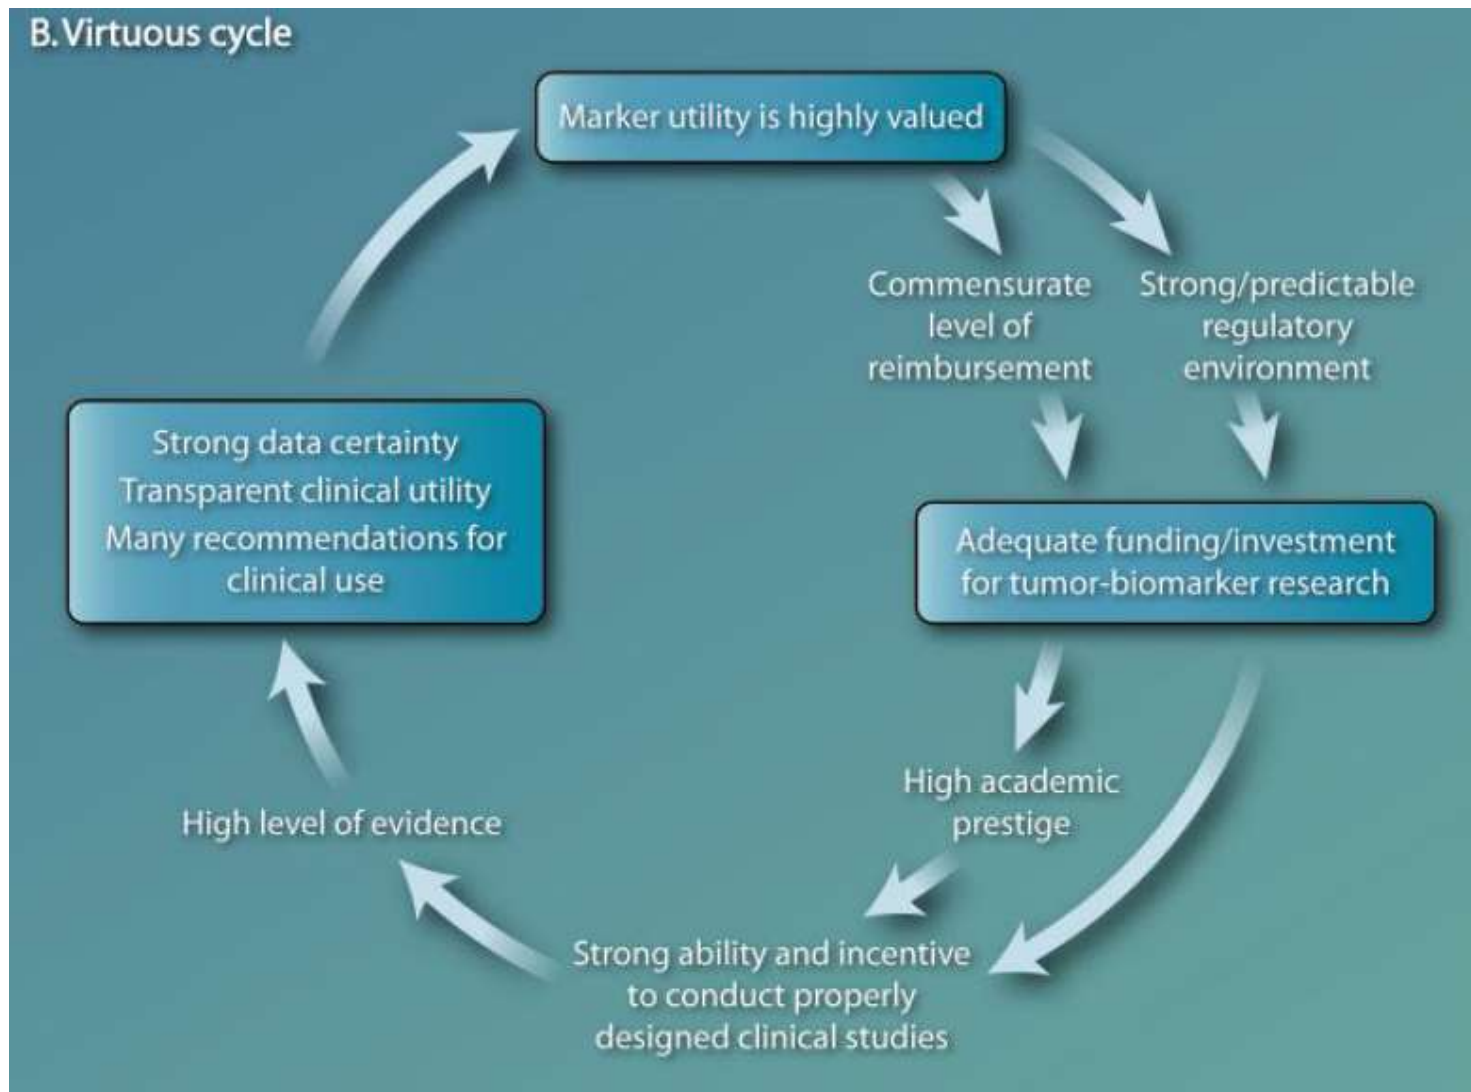 B. Virtuous cycle
Marker utility is highly valued
Commensurate
level of
reimbursement
Strong/predictable
regulatory
environment
Adequate funding/investment
for tumor-biomarker research
High academic
prestige
Strong ability and incentive
to conduct properly
designed clinical studies
High level of evidence
Strong data certainty
Transparent clinical utility
Many recommendations for
clinical use